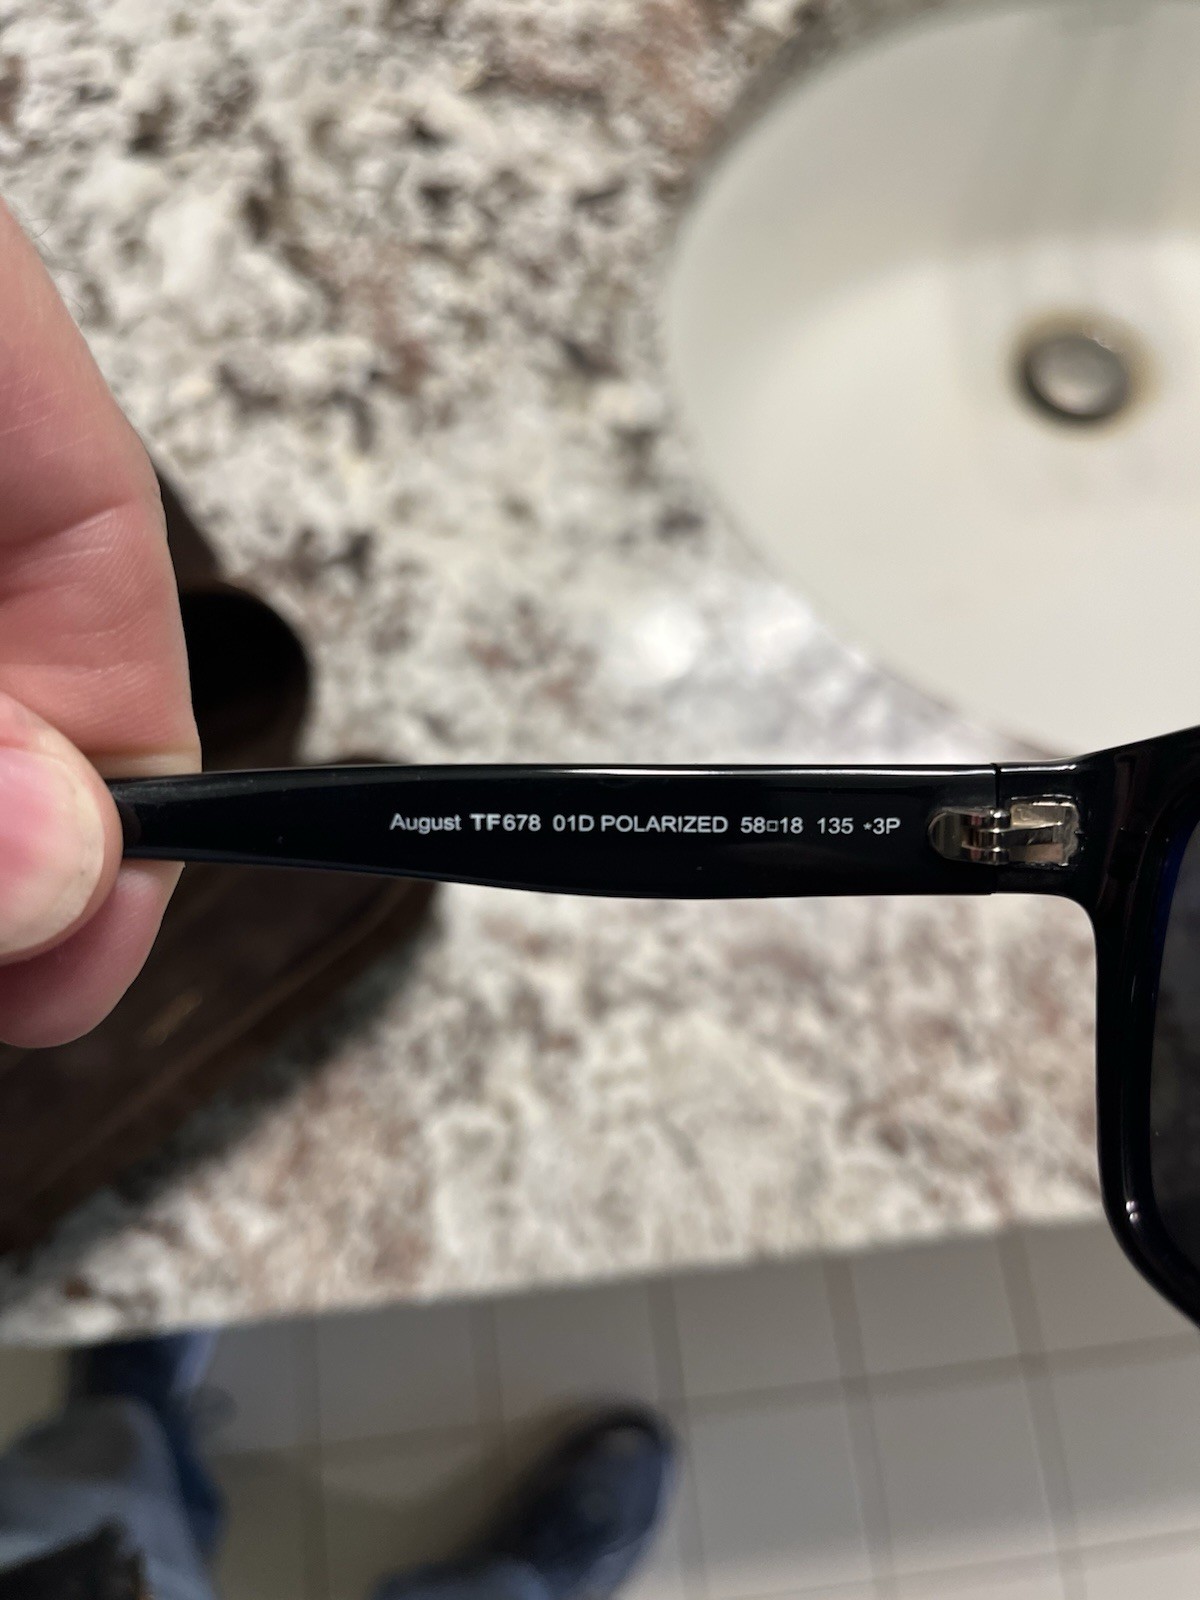 August TF678 01D POLARIZED 58□18 135 *3P